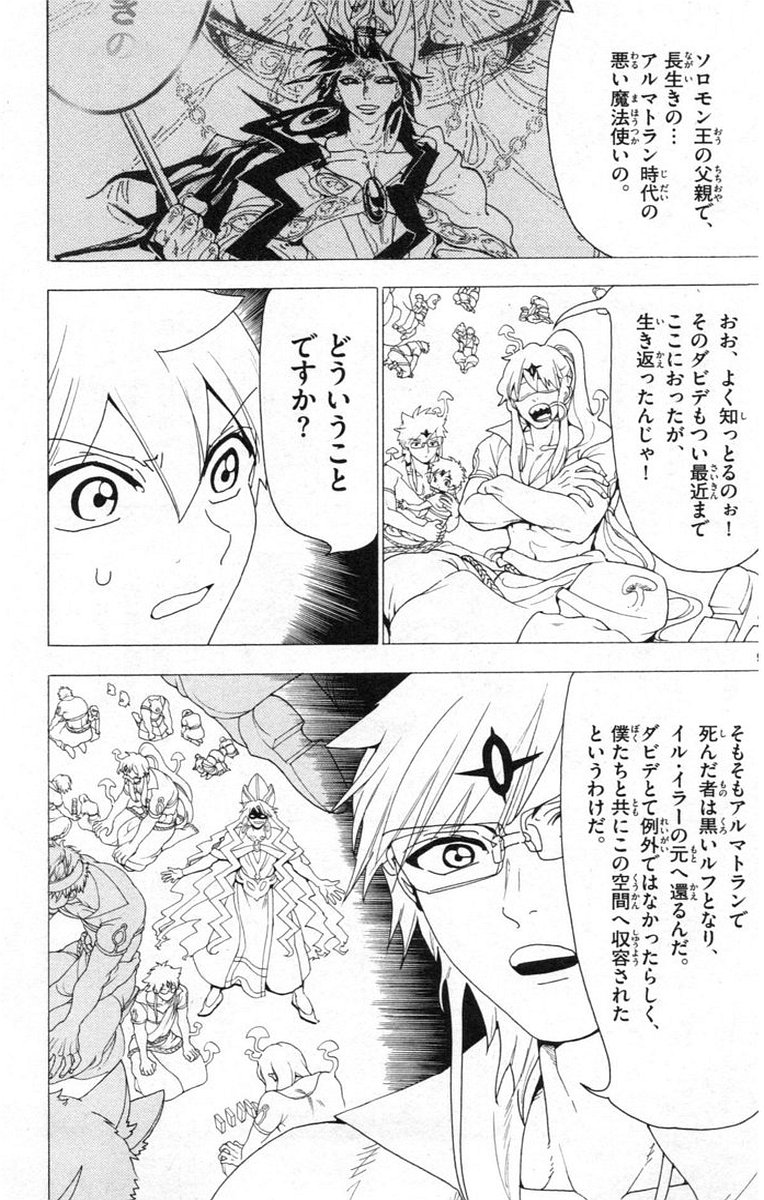 ソロモン王の父親で、
長生きの…
アルマトラン時代の
悪い魔法使いの。
きの
おお、よく知っとるのぉ！
そのダビデもつい最近まで
ここにおったが、
生き返ったんじゃ！
どういうこと
ですか？
そもそもアルマトランで
死んだ者は黒いルフとなり、
イル・イラーの元へ還るんだ。
ダビデとて例外ではなかったらしく、
僕たちと共にこの空間へ収容された
というわけだ。